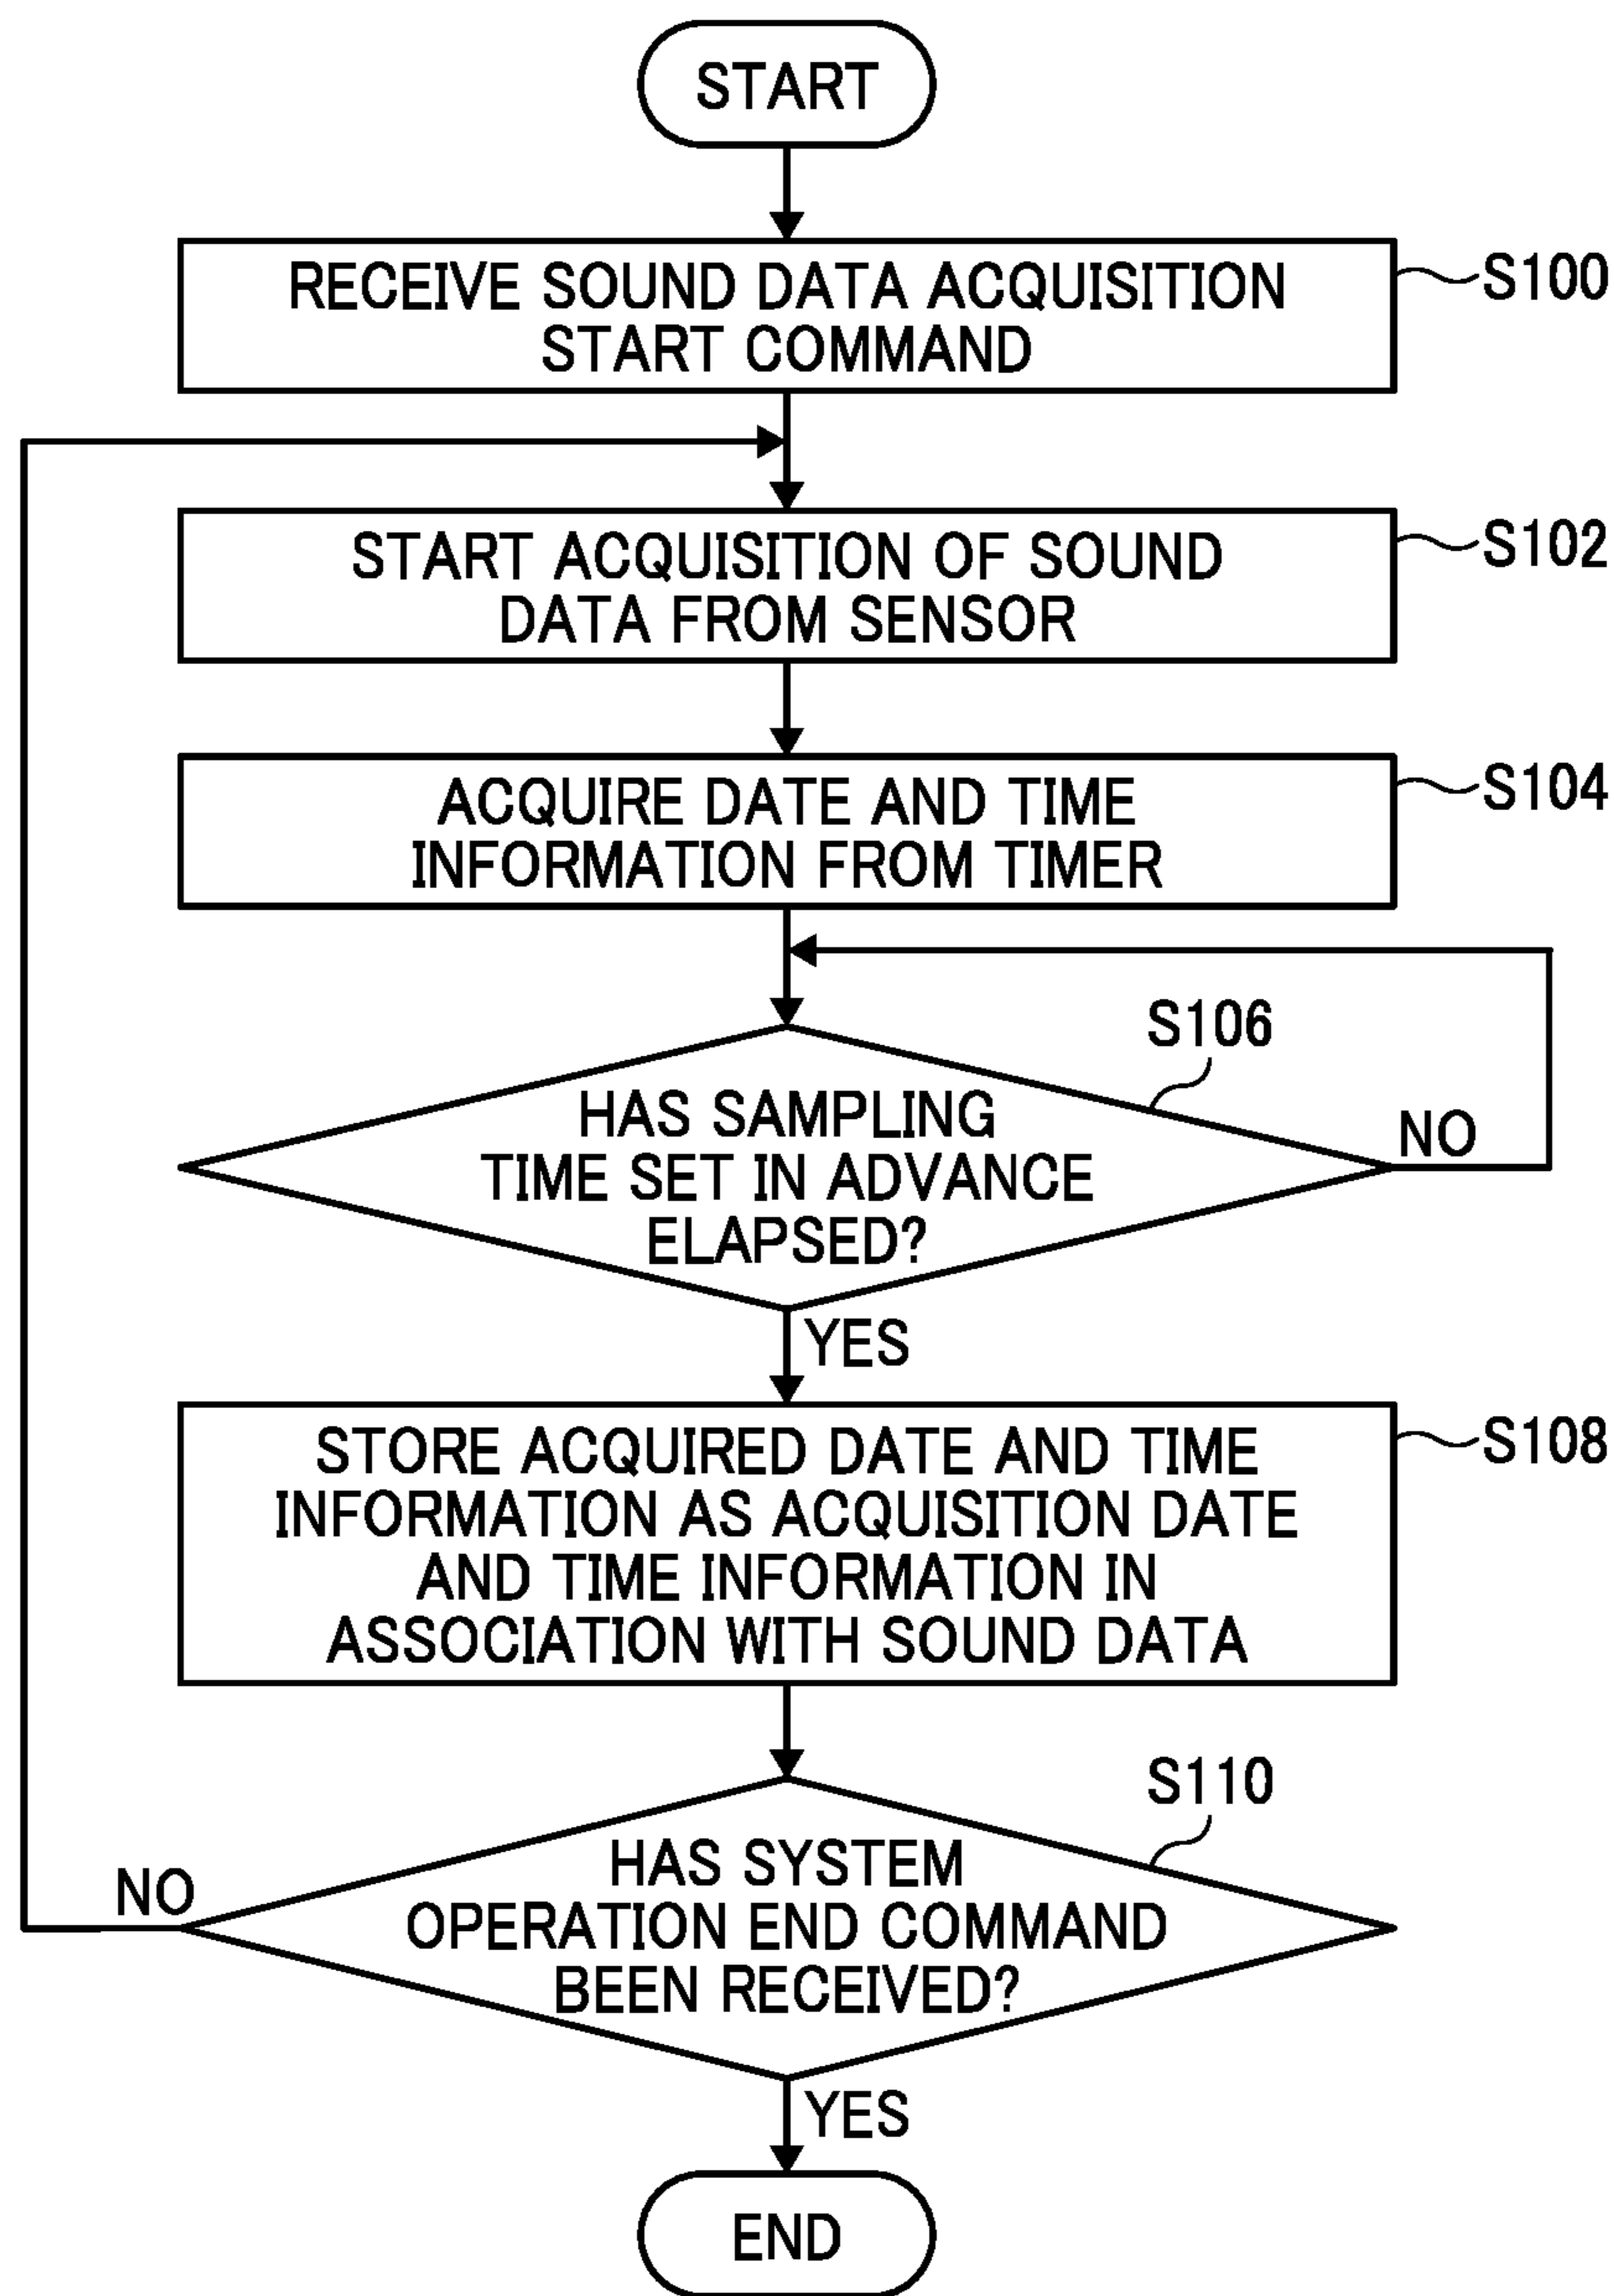 START
RECEIVE SOUND DATA ACQUISITION
START COMMAND
S100
START ACQUISITION OF SOUND
DATA FROM SENSOR
S102
ACQUIRE DATE AND TIME
INFORMATION FROM TIMER
S104
S106
HAS SAMPLING
TIME SET IN ADVANCE
ELAPSED?
NO
YES
STORE ACQUIRED DATE AND TIME
INFORMATION AS ACQUISITION DATE
AND TIME INFORMATION IN
ASSOCIATION WITH SOUND DATA
S108
S110
HAS SYSTEM
OPERATION END COMMAND
BEEN RECEIVED?
NO
YES
END